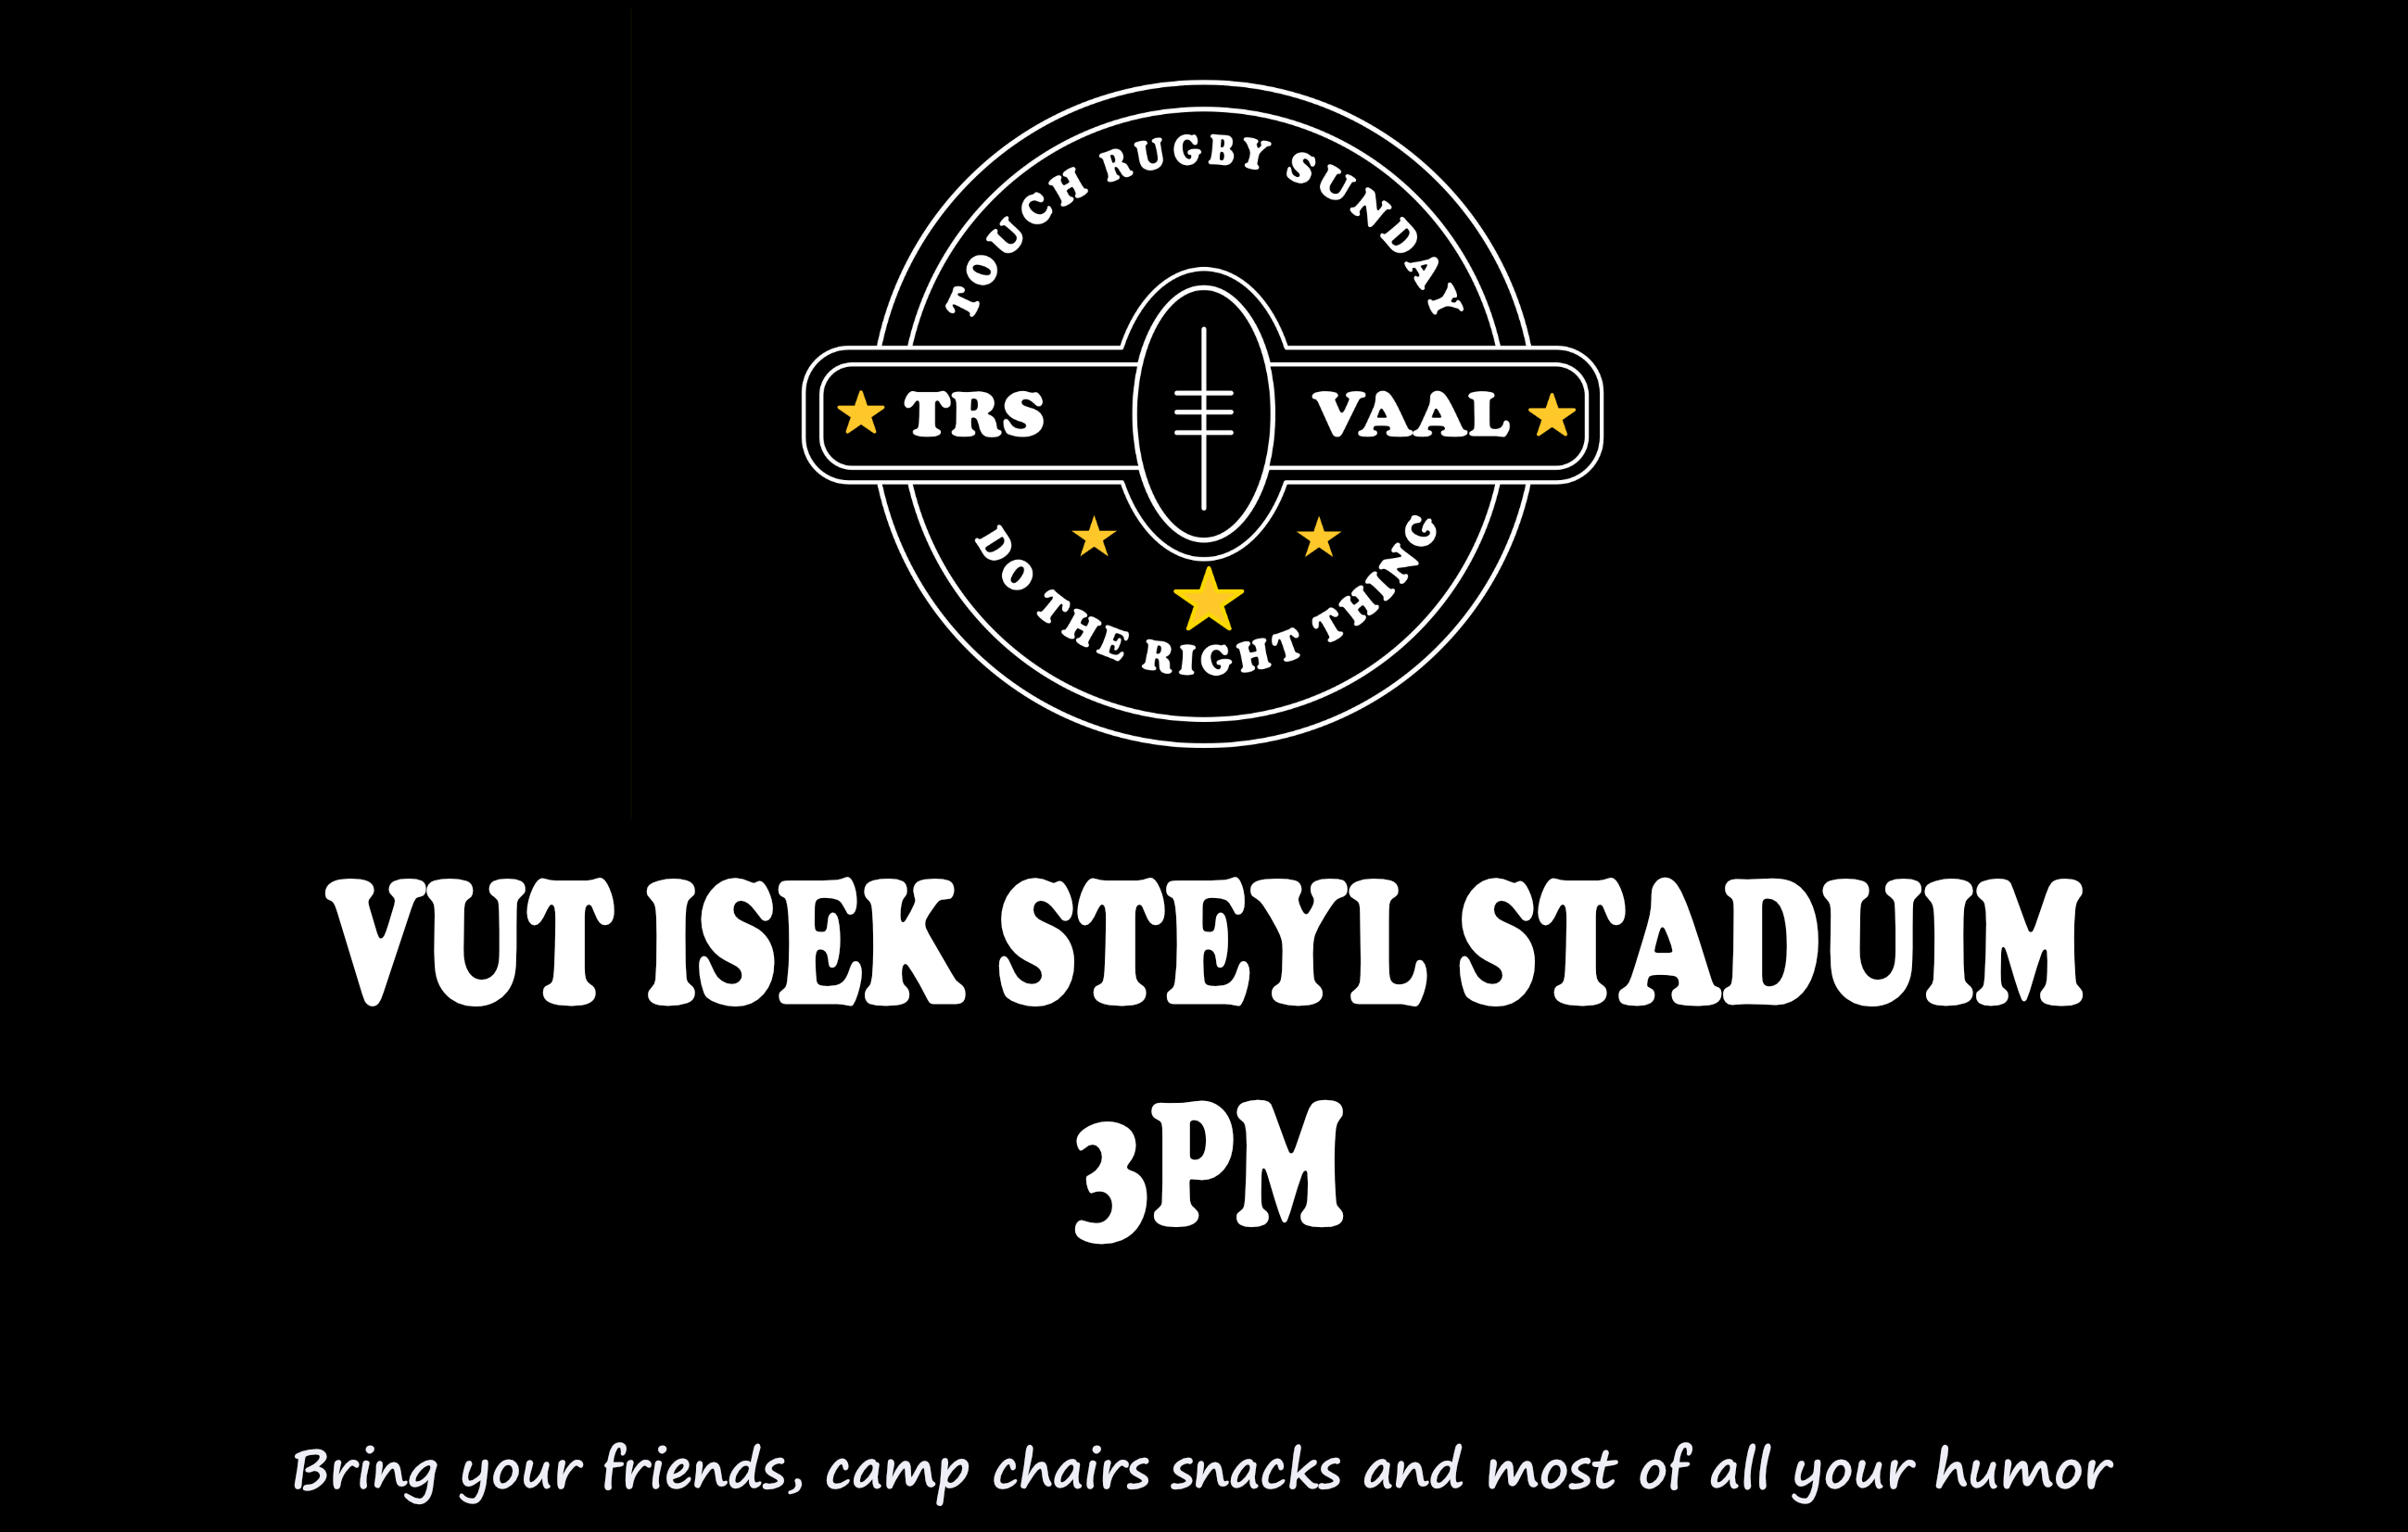 TOUCH RUGBY SUNDAY
TRS VAAL
DO THE RIGHT THING
VUT ISEK STEYL STADUIM
3PM
Bring your friends, camp chairs snacks and most of all your humor